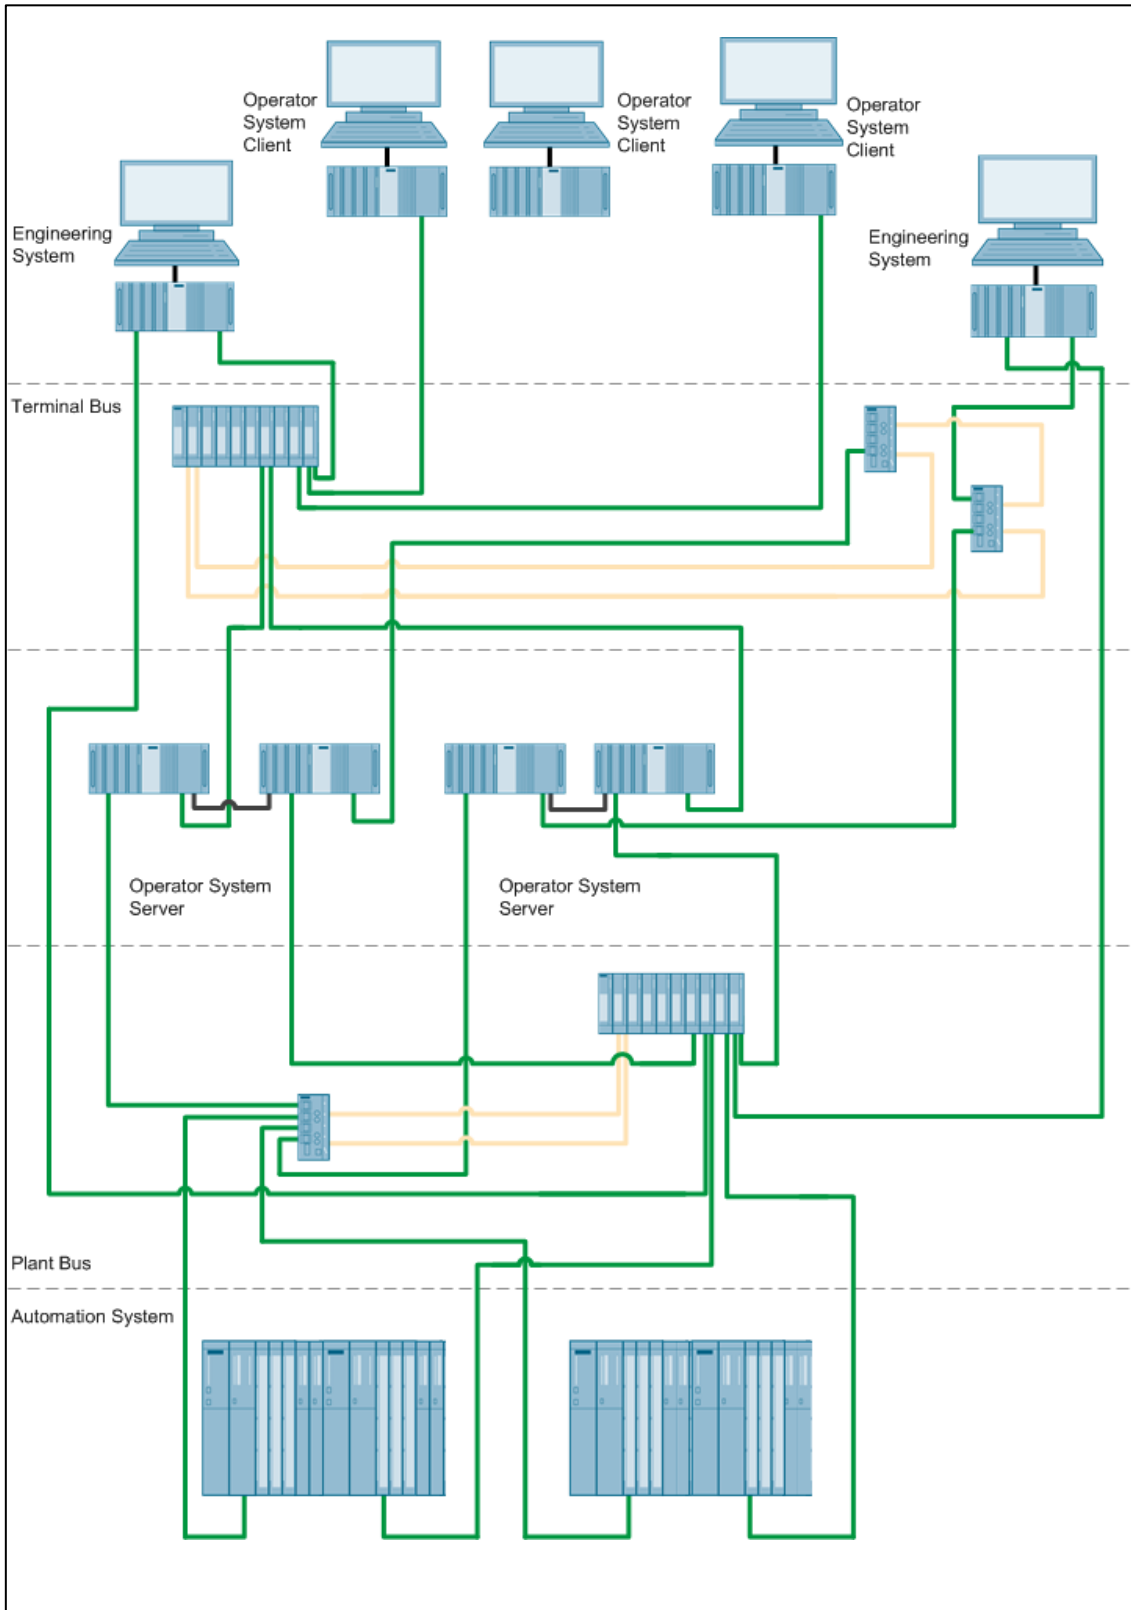 Operator
System
Client
Operator
System
Client
Operator
System
Client
Engineering
System
Engineering
System
Terminal Bus
Operator System
Server
Operator System
Server
Plant Bus
Automation System